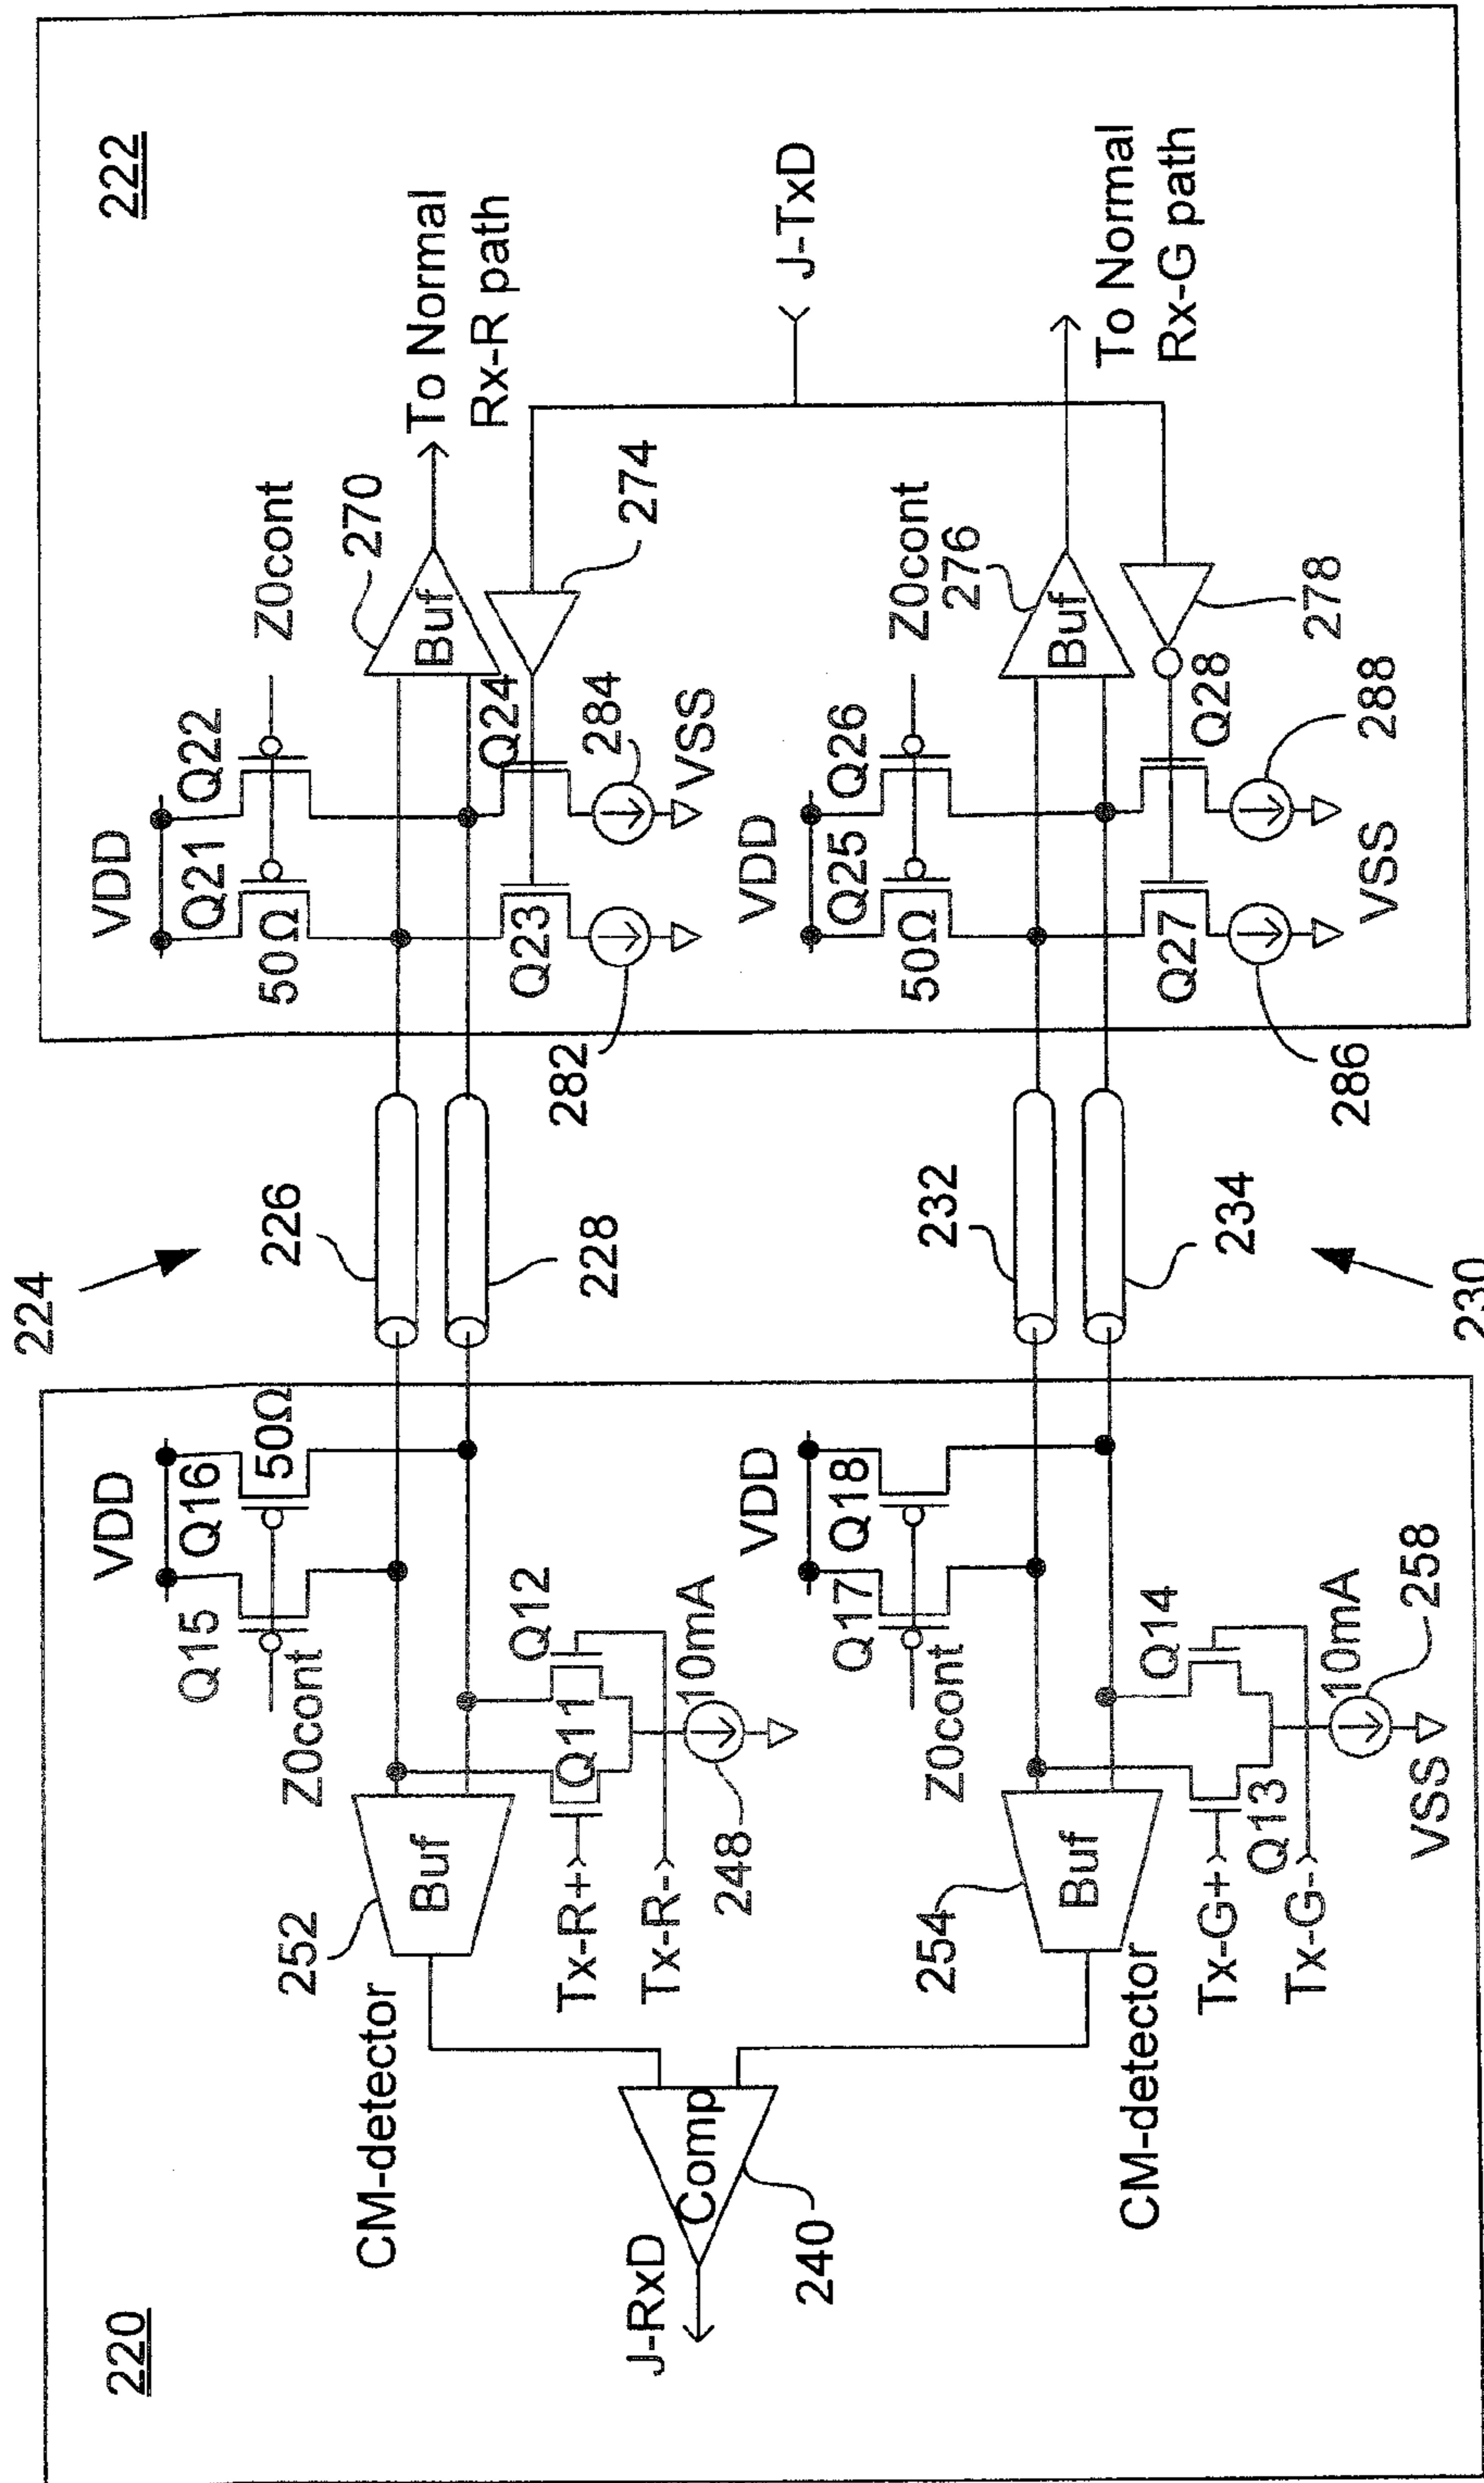 220
J-RxD
Comp
240
CM-detector
252
Buf
Tx-R+
Tx-R-
248
10mA
Q11
Q12
Z0cont
Q15
Q16
VDD
50Ω
CM-detector
254
Buf
Tx-G+
Tx-G-
Q13
Q14
VSS
10mA
258
Z0cont
Q17
Q18
VDD
224
226
228
232
234
230
222
VDD
Q21
Q22
50Ω
Z0cont
270
Buf
To Normal
Rx-R path
Q23
Q24
274
282
284
VSS
J-TxD
VDD
Q25
Q26
50Ω
Z0cont
276
Buf
To Normal
Rx-G path
Q27
Q28
278
286
288
VSS